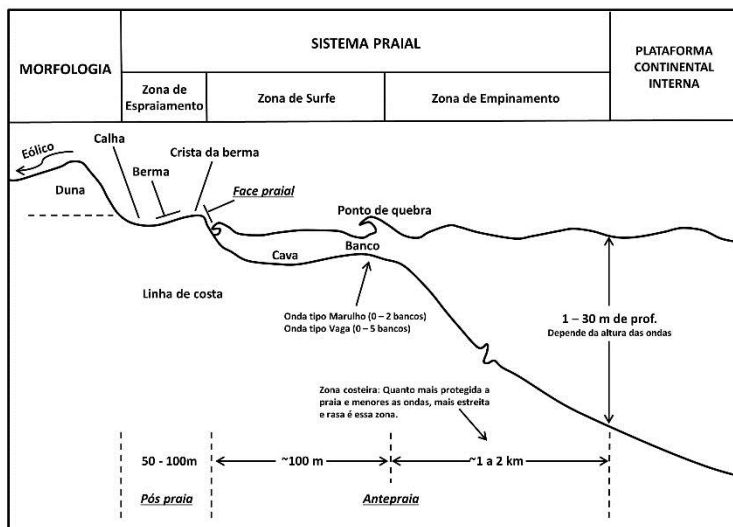 MORFOLOGIA
SISTEMA PRAIAL
PLATAFORMA
CONTINENTAL
INTERNA
Zona de
Espraiamento
Zona de Surfe
Zona de Empinamento
Eólico
Duna
Calha
Berma
Crista da berma
Face praial
Ponto de quebra
Banco
Cava
Linha de costa
Onda tipo Marulho (0 – 2 bancos)
Onda tipo Vaga (0 – 5 bancos)
1 – 30 m de prof.
Depende da altura das ondas
Zona costeira: Quanto mais protegida a
praia e menores as ondas, mais estreita
e rasa é essa zona.
50 - 100m
~100 m
~1 a 2 km
Pós praia
Antepraia